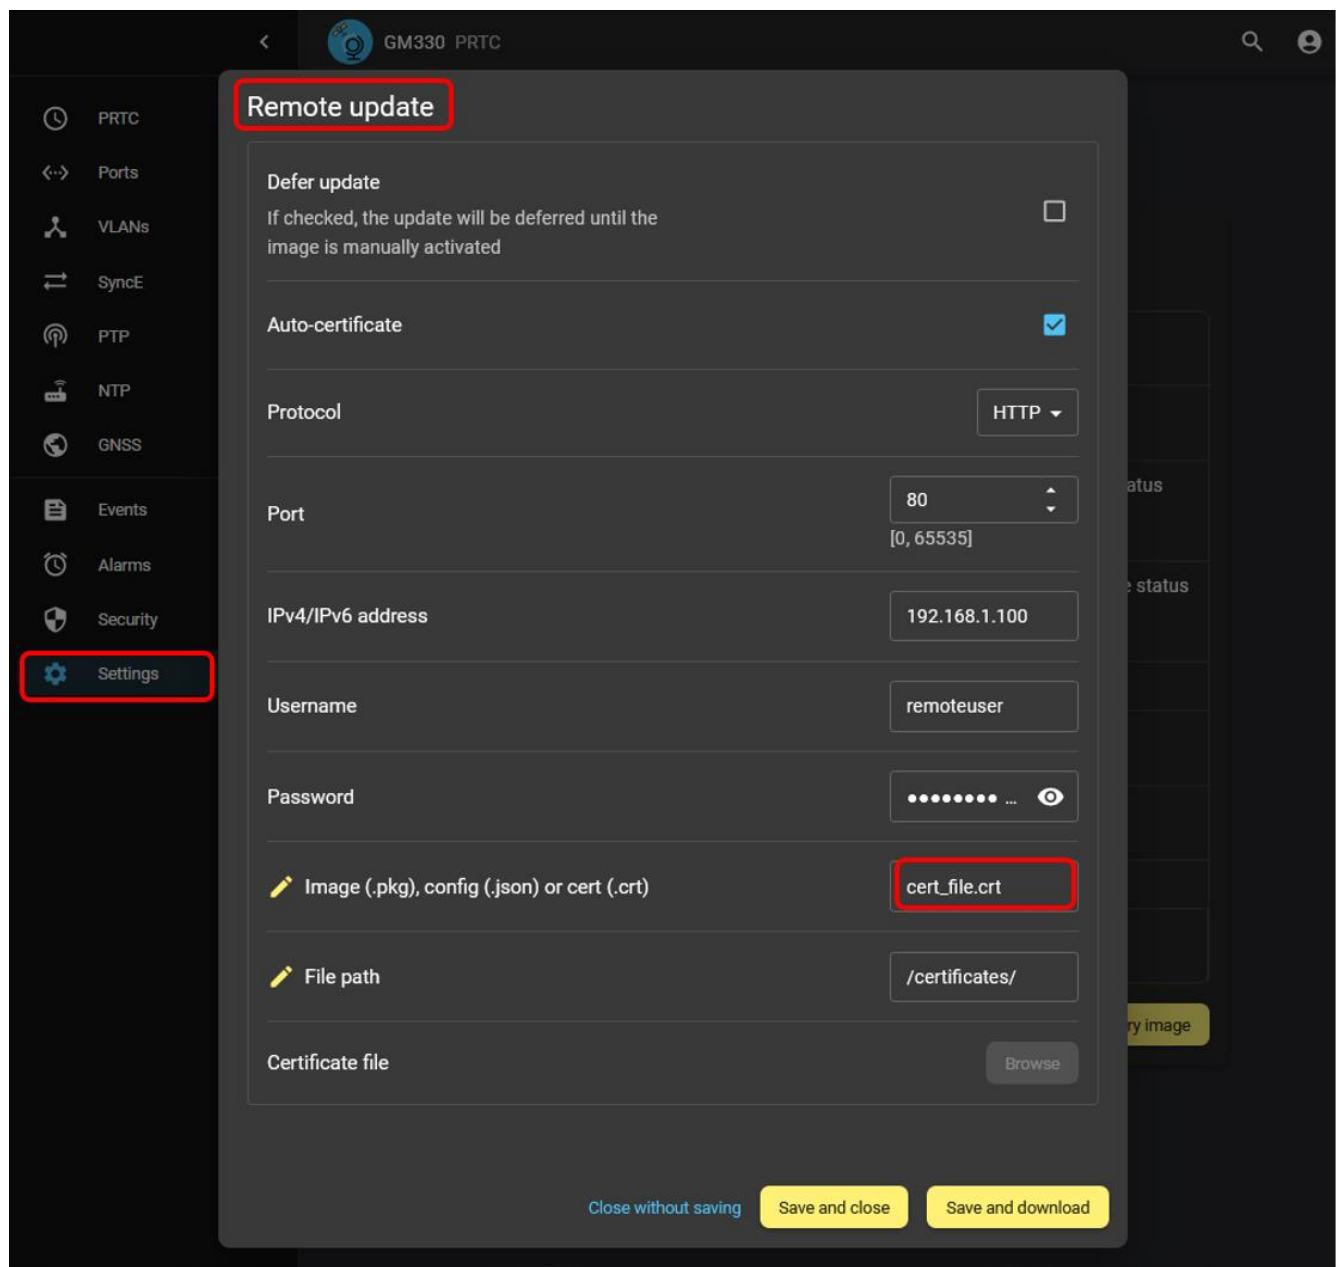 GM330 PRTC
PRTC
Ports
VLANs
SyncE
PTP
NTP
GNSS
Events
Alarms
Security
Settings
Remote update
Defer update
If checked, the update will be deferred until the
image is manually activated
Auto-certificate
Protocol
HTTP
Port
80
[0, 65535]
IPv4/IPv6 address
192.168.1.100
Username
remoteuser
Password
•••••••• ...
Image (.pkg), config (.json) or cert (.crt)
cert_file.crt
File path
/certificates/
Certificate file
Browse
Close without saving
Save and close
Save and download
atus
e status
ry image